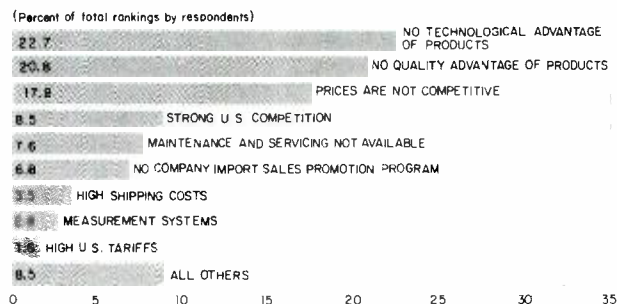 (Percent of total rankings by respondents)
22.7 NO TECHNOLOGICAL ADVANTAGE
OF PRODUCTS
20.8 NO QUALITY ADVANTAGE OF PRODUCTS
17.8 PRICES ARE NOT COMPETITIVE
8.5 STRONG U S COMPETITION
7.6 MAINTENANCE AND SERVICING NOT AVAILABLE
6.8 NO COMPANY IMPORT SALES PROMOTION PROGRAM
3.5 HIGH SHIPPING COSTS
MEASUREMENT SYSTEMS
HIGH U S. TARIFFS
8.5 ALL OTHERS
0 5 10 15 20 25 30 35